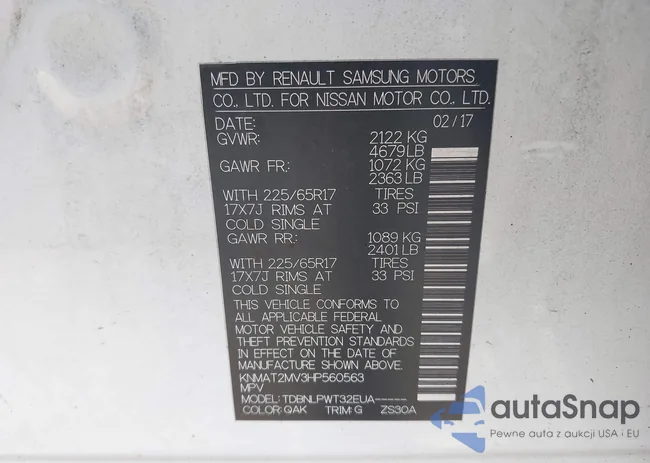 MFD BY RENAULT SAMSUNG MOTORS
CO., LTD. FOR NISSAN MOTOR CO., LTD.
DATE: 02/17
GVWR: 2122 KG
4679 LB
GAWR FR: 1072 KG
2363 LB
WITH 225/65R17 TIRES
17X7J RIMS AT 33 PSI
COLD SINGLE
GAWR RR: 1089 KG
2401 LB
WITH 225/65R17 TIRES
17X7J RIMS AT 33 PSI
COLD SINGLE
THIS VEHICLE CONFORMS TO
ALL APPLICABLE FEDERAL
MOTOR VEHICLE SAFETY AND
THEFT PREVENTION STANDARDS
IN EFFECT ON THE DATE OF
MANUFACTURE SHOWN ABOVE.
KNMAT2MV3HP560563
MPV
MODEL: TDBNLPWT32EUA-----
COLOR: QAK TRIM: G ZS30A
autoSnap
Pewne auta z aukcji USA i EU